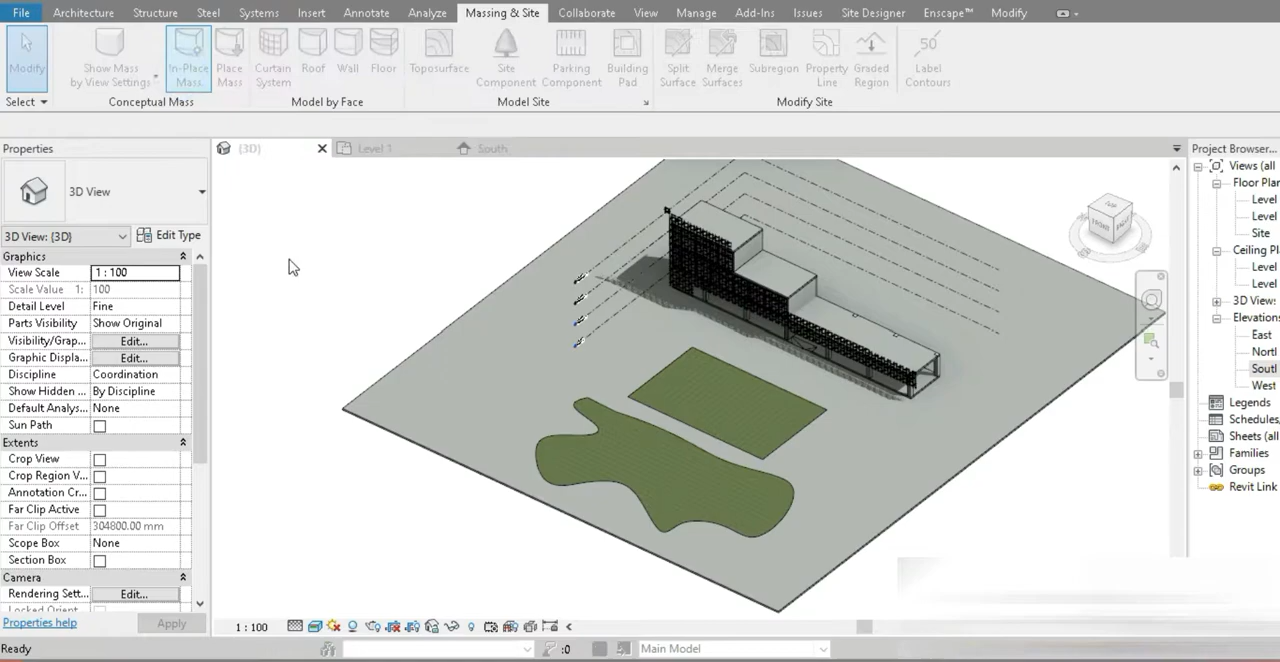 File Architecture Structure Steel Systems Insert Annotate Analyze Massing & Site Collaborate View Manage Add-Ins Issues Site Designer Enscape™ Modify
Modify
Show Mass
by View Settings
In-Place
Mass
Place
Mass
Curtain
System
Roof
Wall
Floor
Toposurface
Site
Component
Parking
Component
Building
Pad
Split
Surface
Merge
Surfaces
Subregion
Property
Line
Graded
Region
50
Label
Contours
Select Conceptual Mass Model by Face Model Site Modify Site
Properties
{3D} Level 1 South
3D View
3D View: {3D} Edit Type
Graphics
View Scale 1 : 100
Scale Value 1: 100
Detail Level Fine
Parts Visibility Show Original
Visibility/Grap... Edit...
Graphic Displa... Edit...
Discipline Coordination
Show Hidden ... By Discipline
Default Analys... None
Sun Path
Extents
Crop View
Crop Region V...
Annotation Cr...
Far Clip Active
Far Clip Offset 304800.00 mm
Scope Box None
Section Box
Camera
Rendering Sett... Edit...
Locked Orient
Properties help Apply
TOP
FRONT
RIGHT
Project Browser...
Views (all
Floor Plan
Level
Level
Site
Ceiling Pl
Level
Level
3D View:
Elevations
East
Nortl
Soutl
West
Legends
Schedules,
Sheets (all
Families
Groups
Revit Link
1 : 100
Ready :0 Main Model